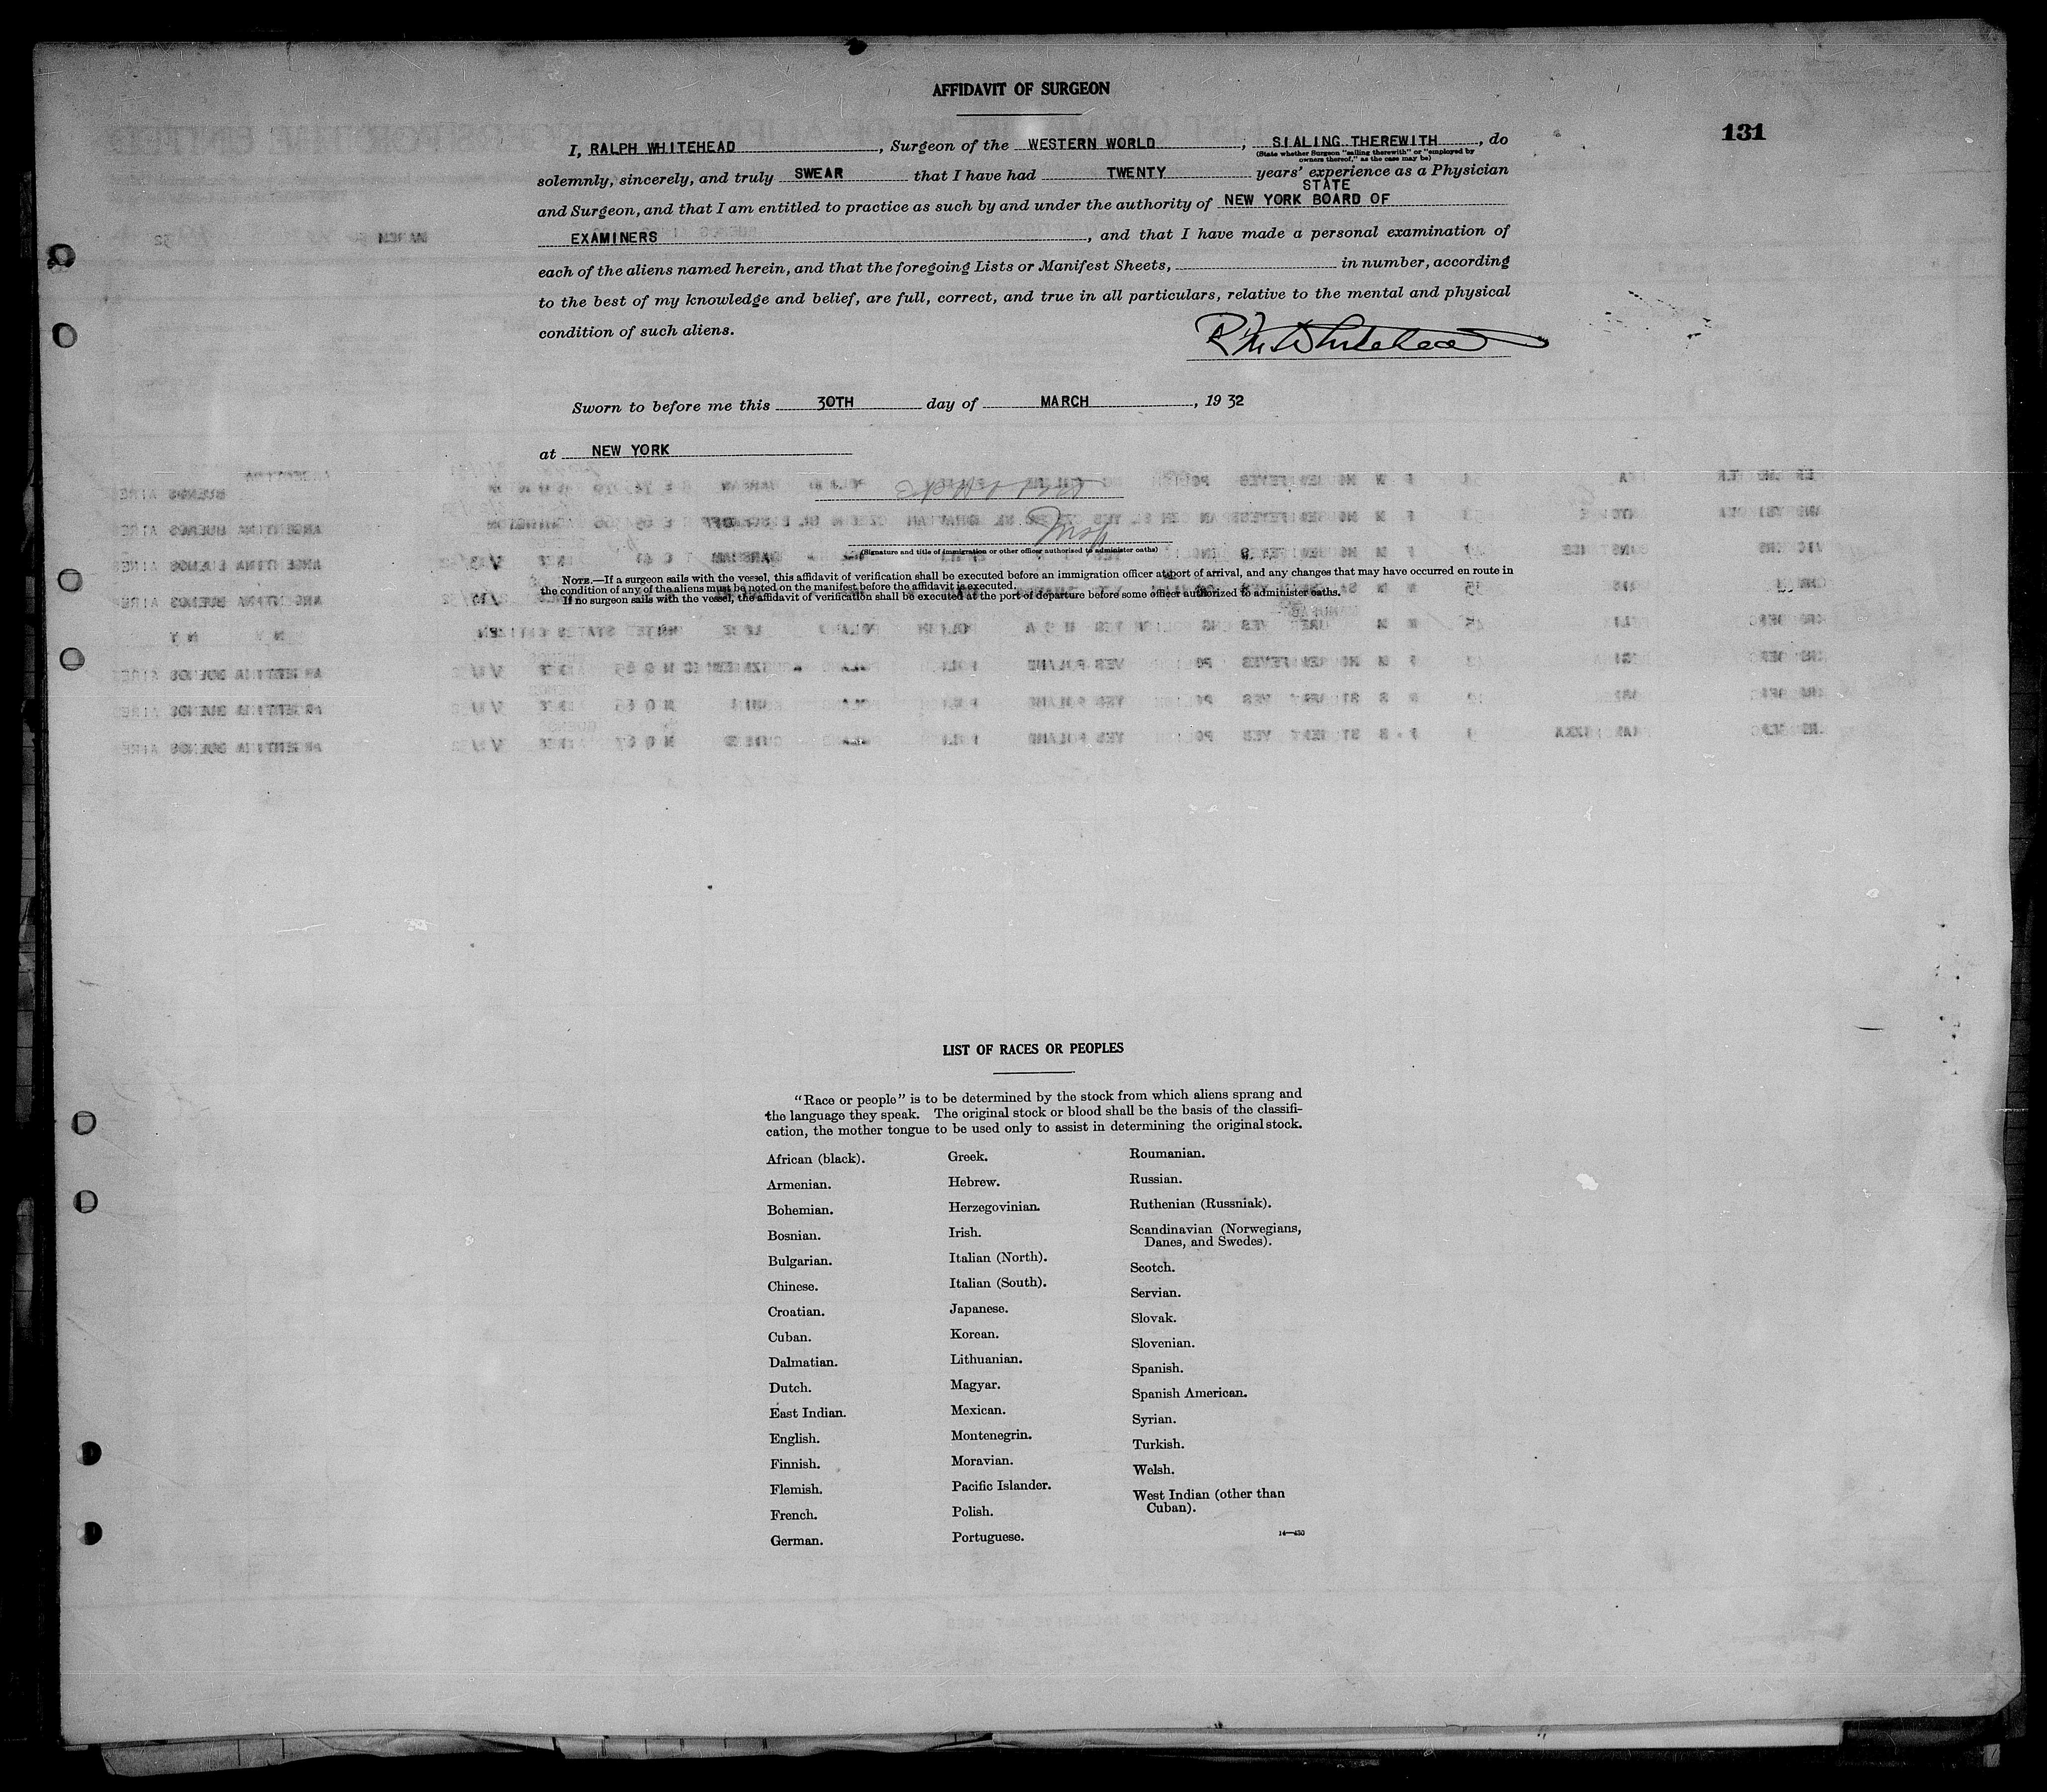 AFFIDAVIT OF SURGEON
131
I, RALPH WHITEHEAD, Surgeon of the WESTERN WORLD, SIALING THEREWITH, do
(State whether Surgeon "sailing therewith" or "employed by
owners thereof," as the case may be)
solemnly, sincerely, and truly SWEAR that I have had TWENTY years' experience as a Physician
STATE
and Surgeon, and that I am entitled to practice as such by and under the authority of NEW YORK BOARD OF
EXAMINERS, and that I have made a personal examination of
each of the aliens named herein, and that the foregoing Lists or Manifest Sheets, in number, according
to the best of my knowledge and belief, are full, correct, and true in all particulars, relative to the mental and physical
condition of such aliens.
Whitehead
Sworn to before me this 30TH day of MARCH, 1932
at NEW YORK
(Signature and title of immigration or other officer authorized to administer oaths)
NOTE.—If a surgeon sails with the vessel, this affidavit of verification shall be executed before an immigration officer at port of arrival, and any changes that may have occurred en route in
the condition of any of the aliens must be noted on the manifest before the affidavit is executed.
If no surgeon sails with the vessel, the affidavit of verification shall be executed at the port of departure before some officer authorized to administer oaths.
LIST OF RACES OR PEOPLES
"Race or people" is to be determined by the stock from which aliens sprang and
the language they speak. The original stock or blood shall be the basis of the classifi-
cation, the mother tongue to be used only to assist in determining the original stock.
African (black).
Armenian.
Bohemian.
Bosnian.
Bulgarian.
Chinese.
Croatian.
Cuban.
Dalmatian.
Dutch.
East Indian.
English.
Finnish.
Flemish.
French.
German.
Greek.
Hebrew.
Herzegovinian.
Irish.
Italian (North).
Italian (South).
Japanese.
Korean.
Lithuanian.
Magyar.
Mexican.
Montenegrin.
Moravian.
Pacific Islander.
Polish.
Portuguese.
Roumanian.
Russian.
Ruthenian (Russniak).
Scandinavian (Norwegians,
Danes, and Swedes).
Scotch.
Servian.
Slovak.
Slovenian.
Spanish.
Spanish American.
Syrian.
Turkish.
Welsh.
West Indian (other than
Cuban).
14—430